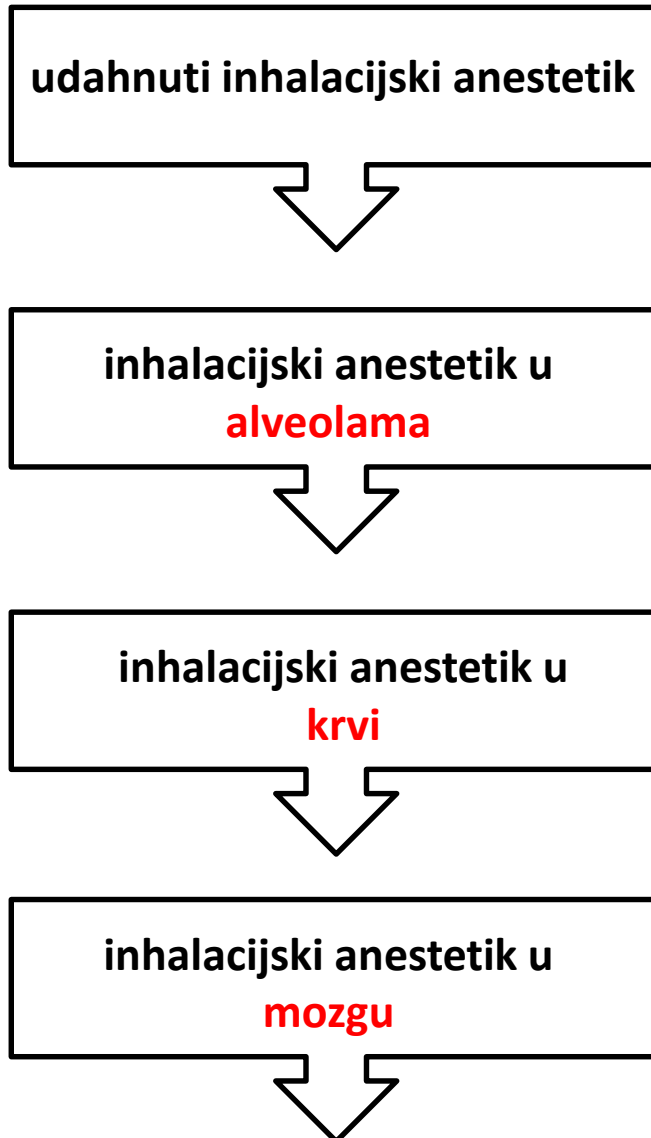 udahnuti inhalacijski anestetik
inhalacijski anestetik u
alveolama
inhalacijski anestetik u
krvi
inhalacijski anestetik u
mozgu